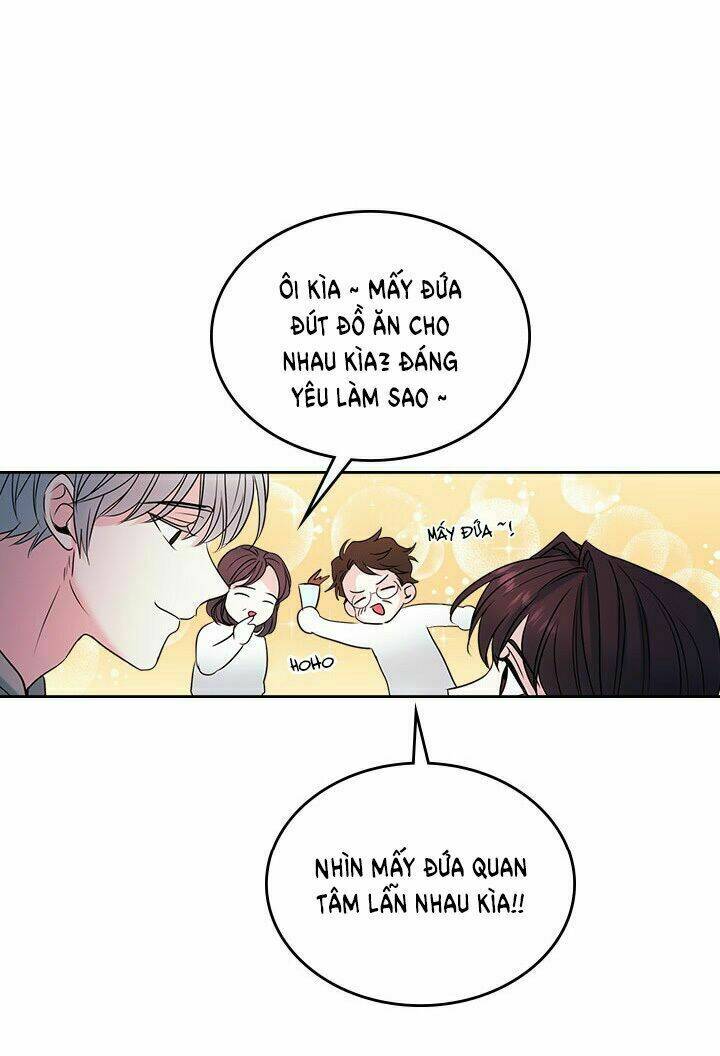 ÔI KÌA ~ MẤY ĐỨA
ĐÚT ĐỒ ĂN CHO
NHAU KÌA? ĐÁNG
YÊU LÀM SAO ~
MẤY ĐỨA ~!
HOHO
NHÌN MẤY ĐỨA QUAN
TÂM LẪN NHAU KÌA!!